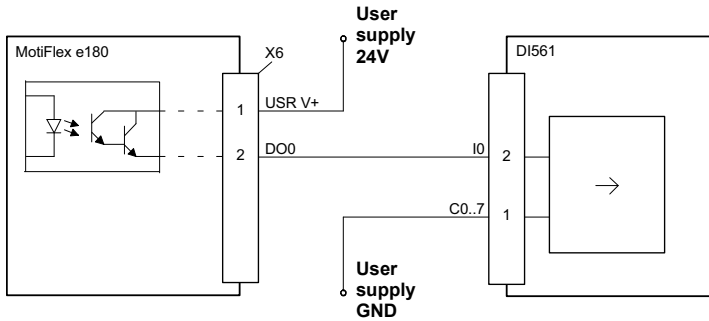 User
supply
24V
MotiFlex e180
X6
DI561
1
USR V+
2
DO0
I0
2
C0..7
1
User
supply
GND